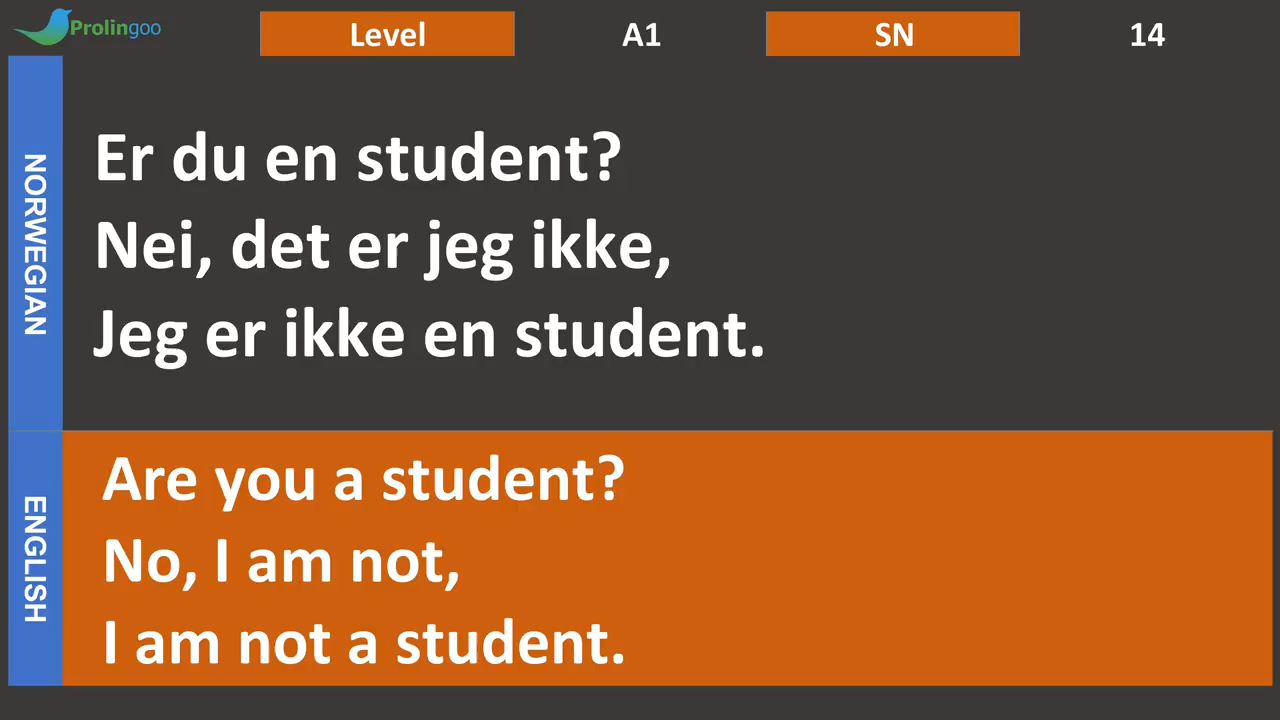 Prolingoo
Level A1 SN 14
NORWEGIAN
Er du en student?
Nei, det er jeg ikke,
Jeg er ikke en student.
ENGLISH
Are you a student?
No, I am not,
I am not a student.